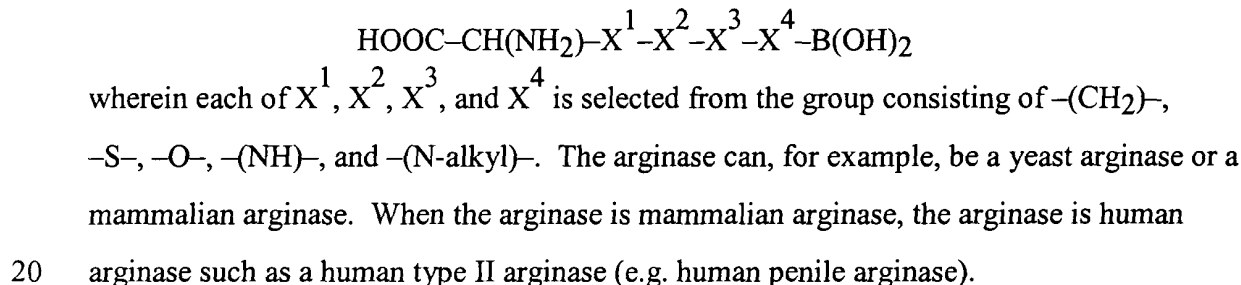 HOOC–CH(NH₂)–X¹–X²–X³–X⁴–B(OH)₂
wherein each of X¹, X², X³, and X⁴ is selected from the group consisting of –(CH₂)–,
–S–, –O–, –(NH)–, and –(N-alkyl)–. The arginase can, for example, be a yeast arginase or a
mammalian arginase. When the arginase is mammalian arginase, the arginase is human
20 arginase such as a human type II arginase (e.g. human penile arginase).